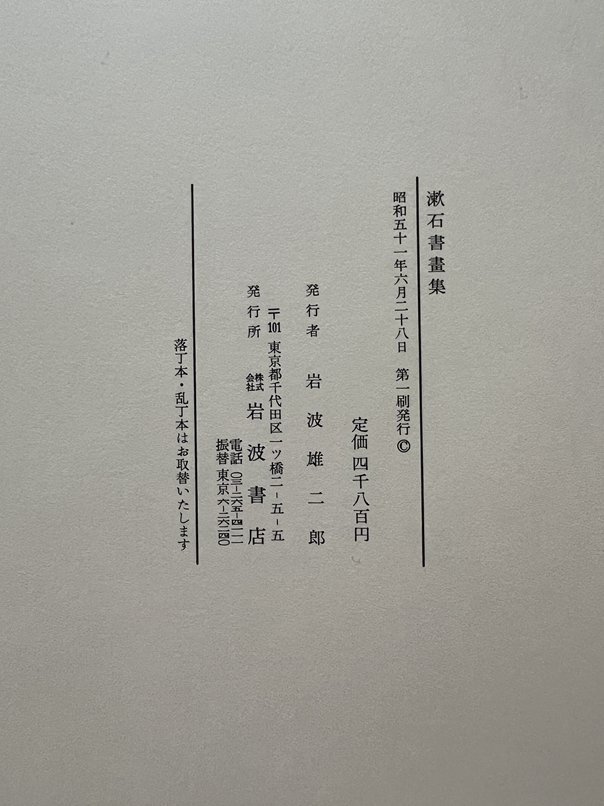 漱石書畫集
昭和五十一年六月二十八日　第一刷発行©
定価 四千八百円
発行者　岩波雄二郎
〒101 東京都千代田区一ツ橋二-五-五
発行所　株式会社 岩波書店
電話 〇三-二六五-四一一一
振替 東京 六-二六二四〇
落丁本・乱丁本はお取替いたします